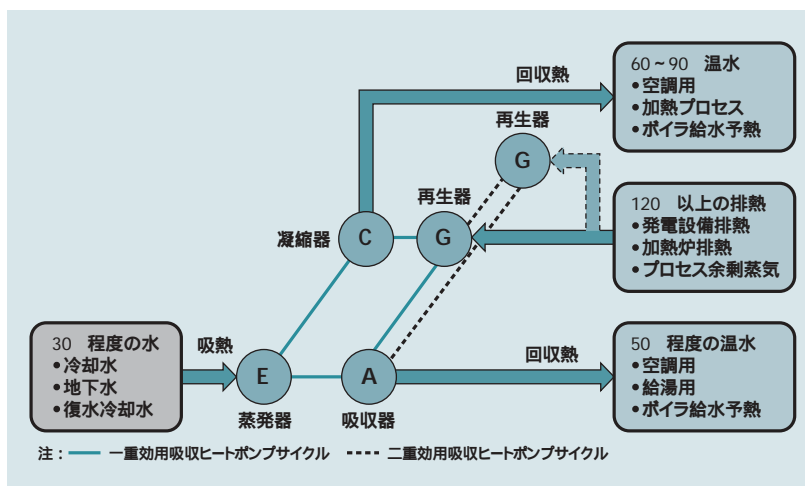 回収熱
60~90 温水
•空調用
•加熱プロセス
•ボイラ給水予熱
再生器
G
再生器
凝縮器
C
G
120 以上の排熱
•発電設備排熱
•加熱炉排熱
•プロセス余剰蒸気
30 程度の水
•冷却水
•地下水
•復水冷却水
吸熱
E
蒸発器
A
吸収器
回収熱
50 程度の温水
•空調用
•給湯用
•ボイラ給水予熱
注: 一重効用吸収ヒートポンプサイクル 二重効用吸収ヒートポンプサイクル